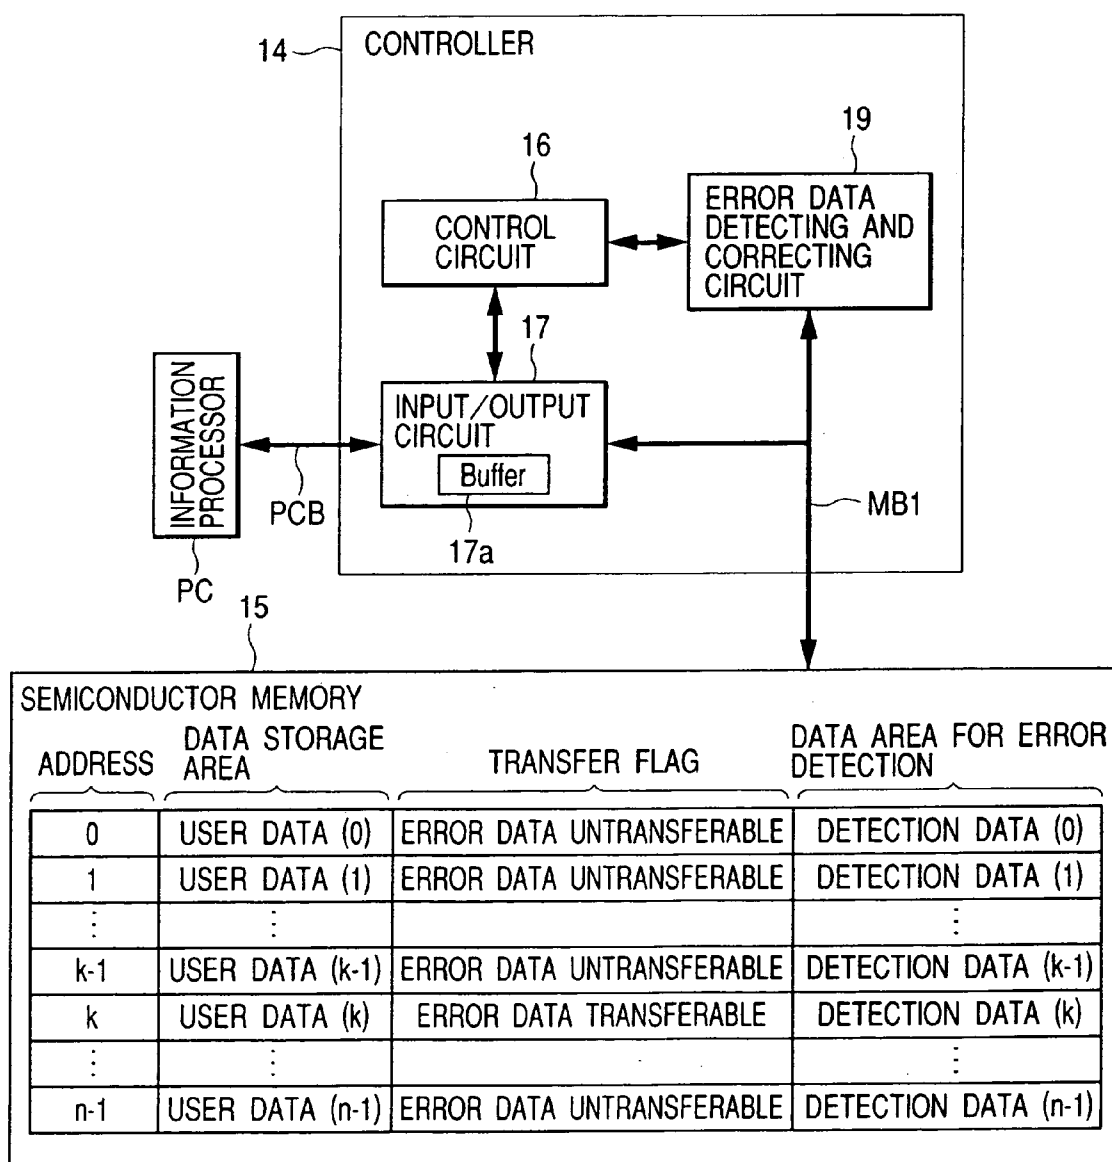 14
CONTROLLER
16
19
CONTROL
CIRCUIT
ERROR DATA
DETECTING AND
CORRECTING
CIRCUIT
17
INFORMATION
PROCESSOR
INPUT/OUTPUT
CIRCUIT
Buffer
PCB
MB1
17a
PC
15
SEMICONDUCTOR MEMORY
ADDRESS
DATA STORAGE
AREA
TRANSFER FLAG
DATA AREA FOR ERROR
DETECTION
0 USER DATA (0) ERROR DATA UNTRANSFERABLE DETECTION DATA (0)
1 USER DATA (1) ERROR DATA UNTRANSFERABLE DETECTION DATA (1)
⋮ ⋮ ⋮
k-1 USER DATA (k-1) ERROR DATA UNTRANSFERABLE DETECTION DATA (k-1)
k USER DATA (k) ERROR DATA TRANSFERABLE DETECTION DATA (k)
⋮ ⋮ ⋮
n-1 USER DATA (n-1) ERROR DATA UNTRANSFERABLE DETECTION DATA (n-1)